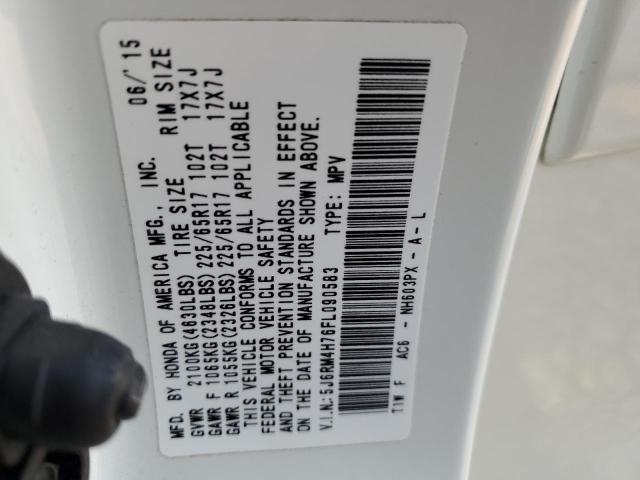 MFD. BY HONDA OF AMERICA MFG., INC. 06/'15
GVWR 2100KG(4630LBS) TIRE SIZE RIM SIZE
GAWR F 1065KG(2348LBS) 225/65R17 102T 17X7J
GAWR R 1055KG(2326LBS) 225/65R17 102T 17X7J
THIS VEHICLE CONFORMS TO ALL APPLICABLE
FEDERAL MOTOR VEHICLE SAFETY
AND THEFT PREVENTION STANDARDS IN EFFECT
ON THE DATE OF MANUFACTURE SHOWN ABOVE.
V.I.N.: 5J6RM4H76FL090583 TYPE: MPV
T1W F AC6 - NH603PX - A - L